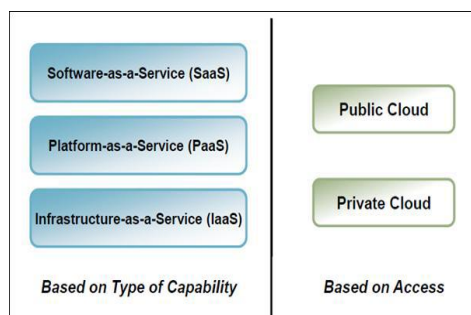 Software-as-a-Service (SaaS)
Platform-as-a-Service (PaaS)
Infrastructure-as-a-Service (IaaS)
Based on Type of Capability
Public Cloud
Private Cloud
Based on Access